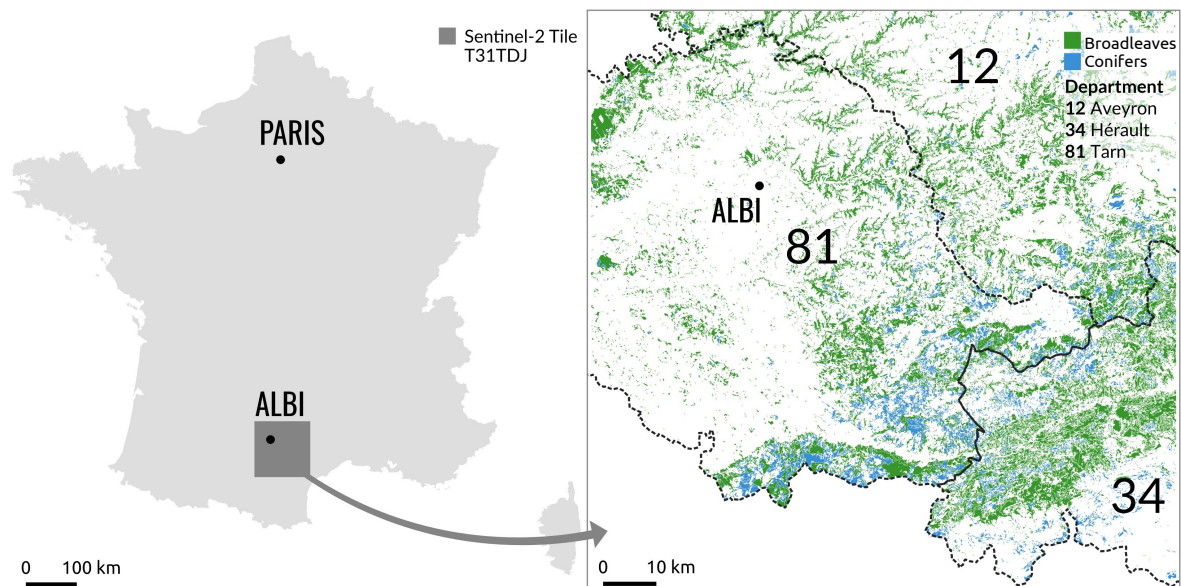 Sentinel-2 Tile
T31TDJ
PARIS
ALBI
0 100 km
12
Broadleaves
Conifers
Department
12 Aveyron
34 Hérault
81 Tarn
ALBI
81
34
0 10 km